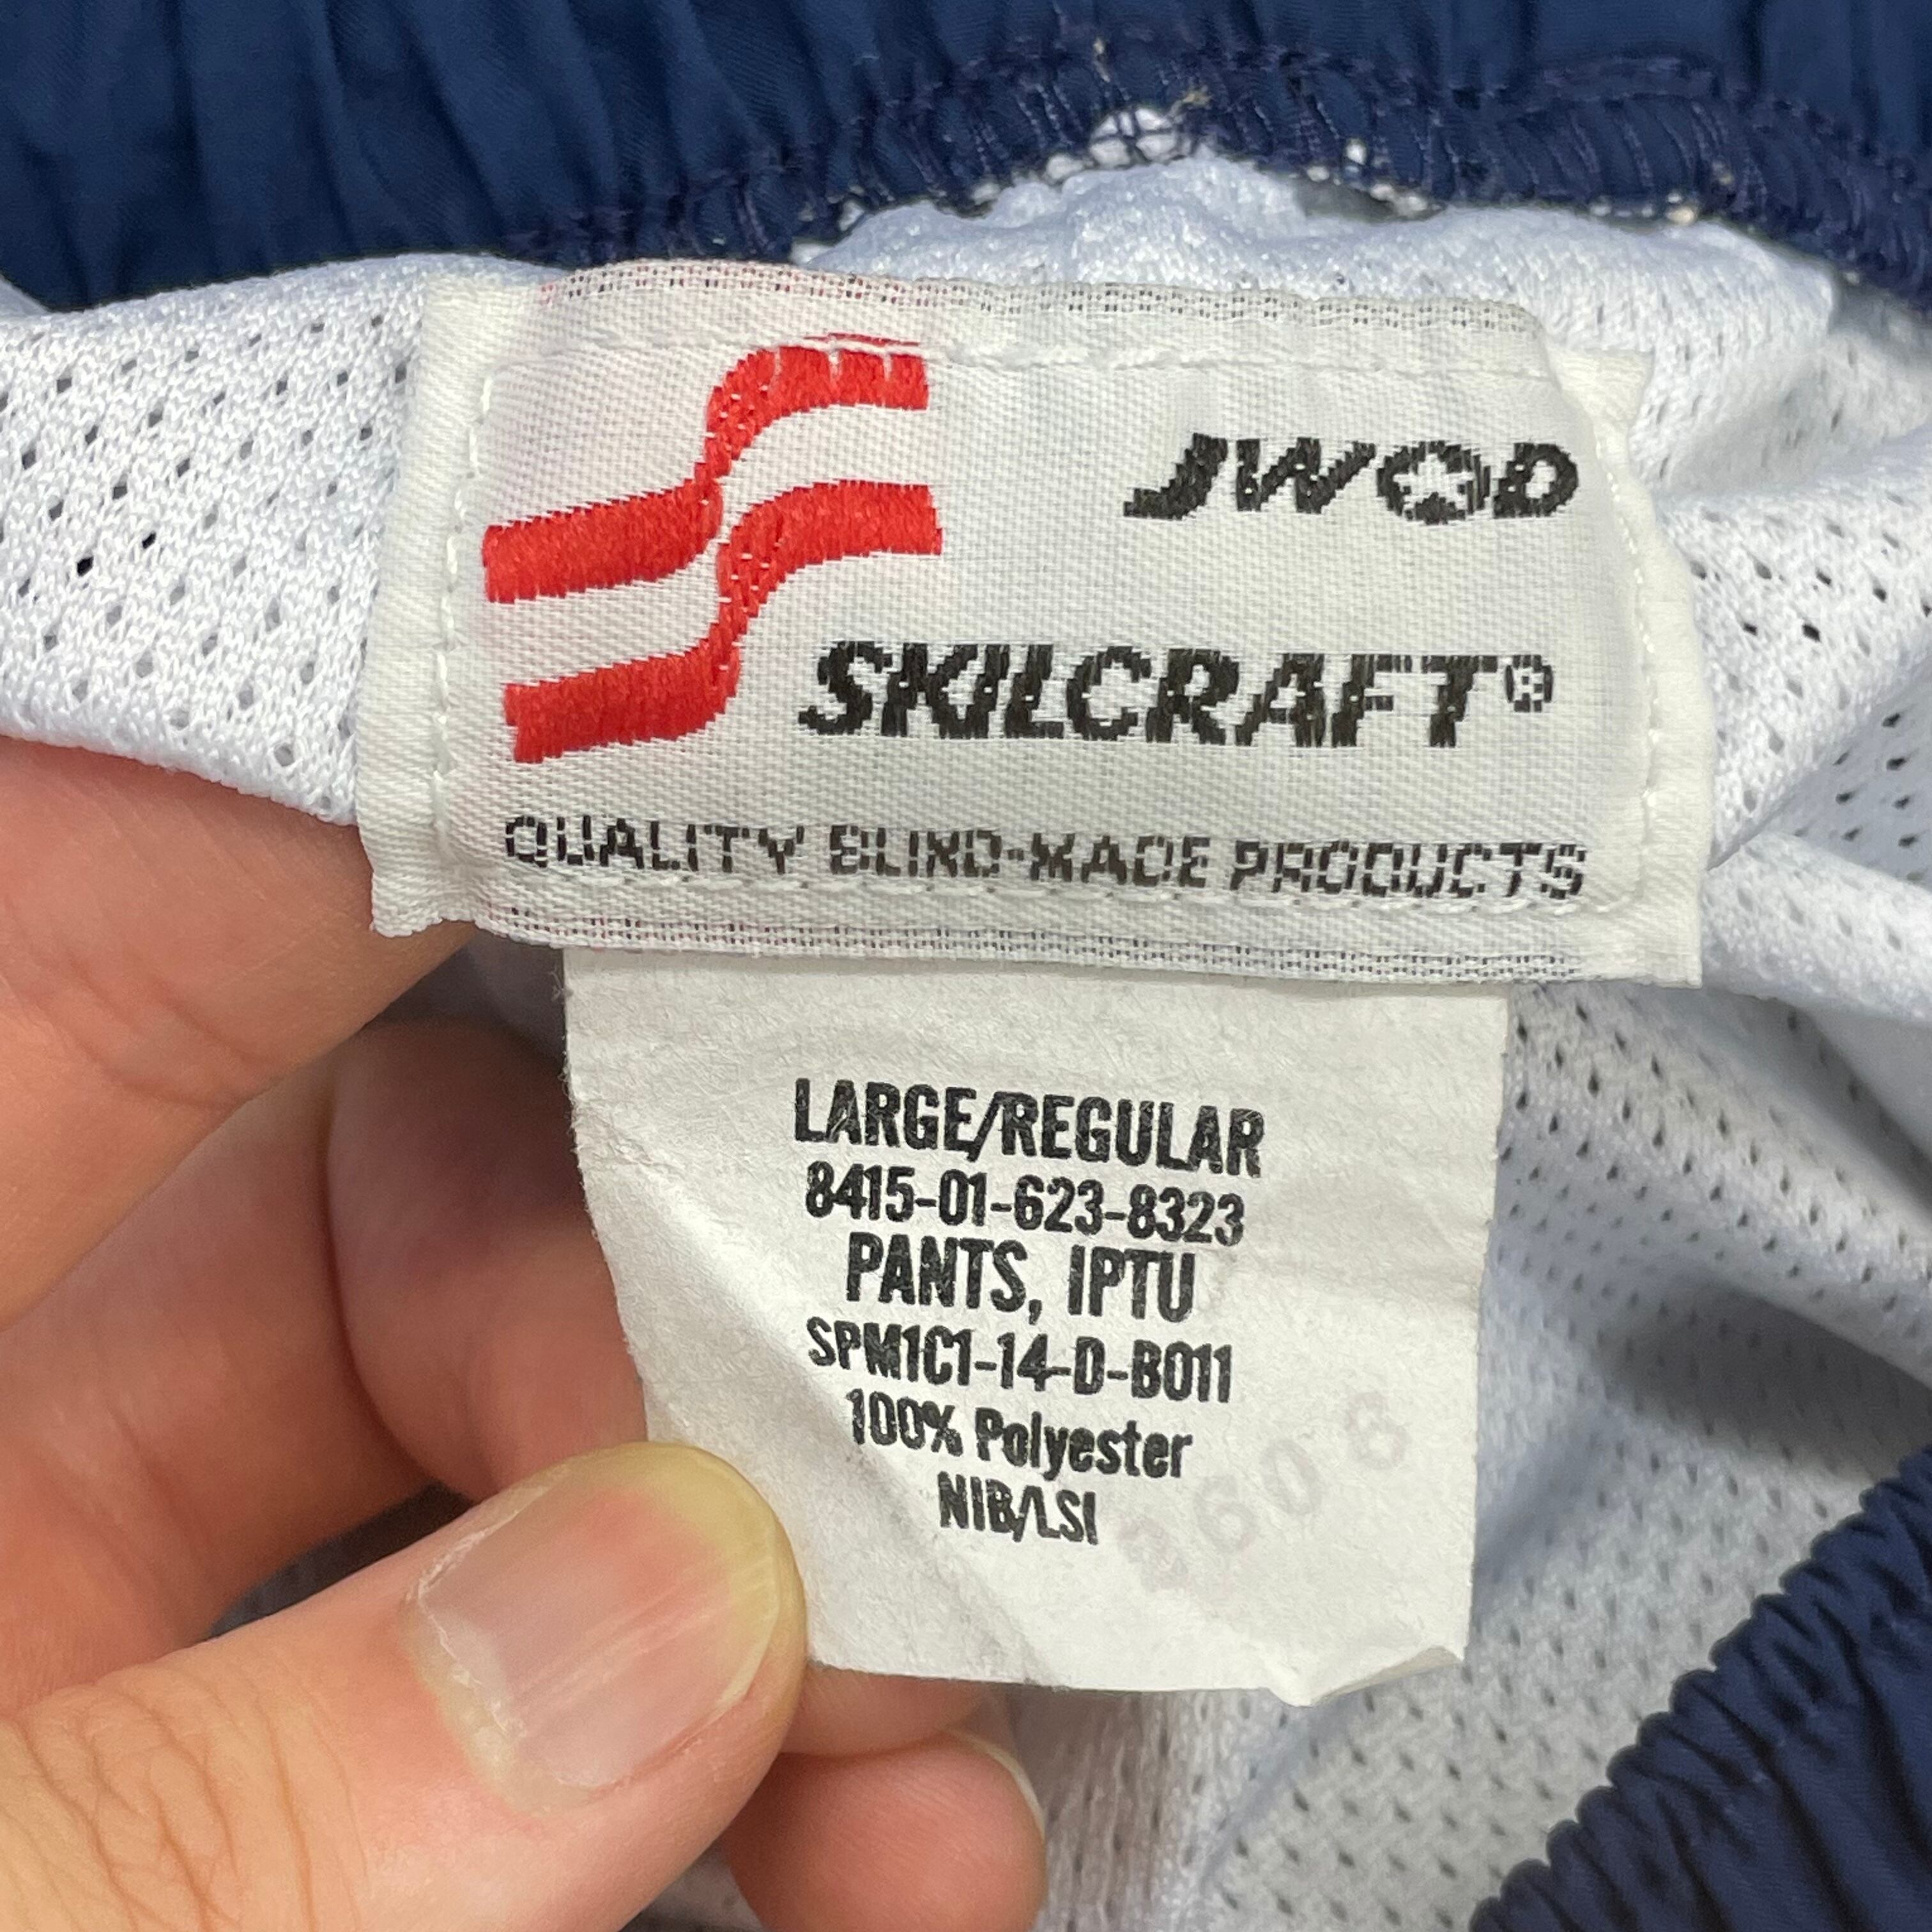 JWOD
SKILCRAFT®
QUALITY BLIND-MADE PRODUCTS
LARGE/REGULAR
8415-01-623-8323
PANTS, IPTU
SPM1C1-14-D-B011
100% Polyester
NIB/LSI